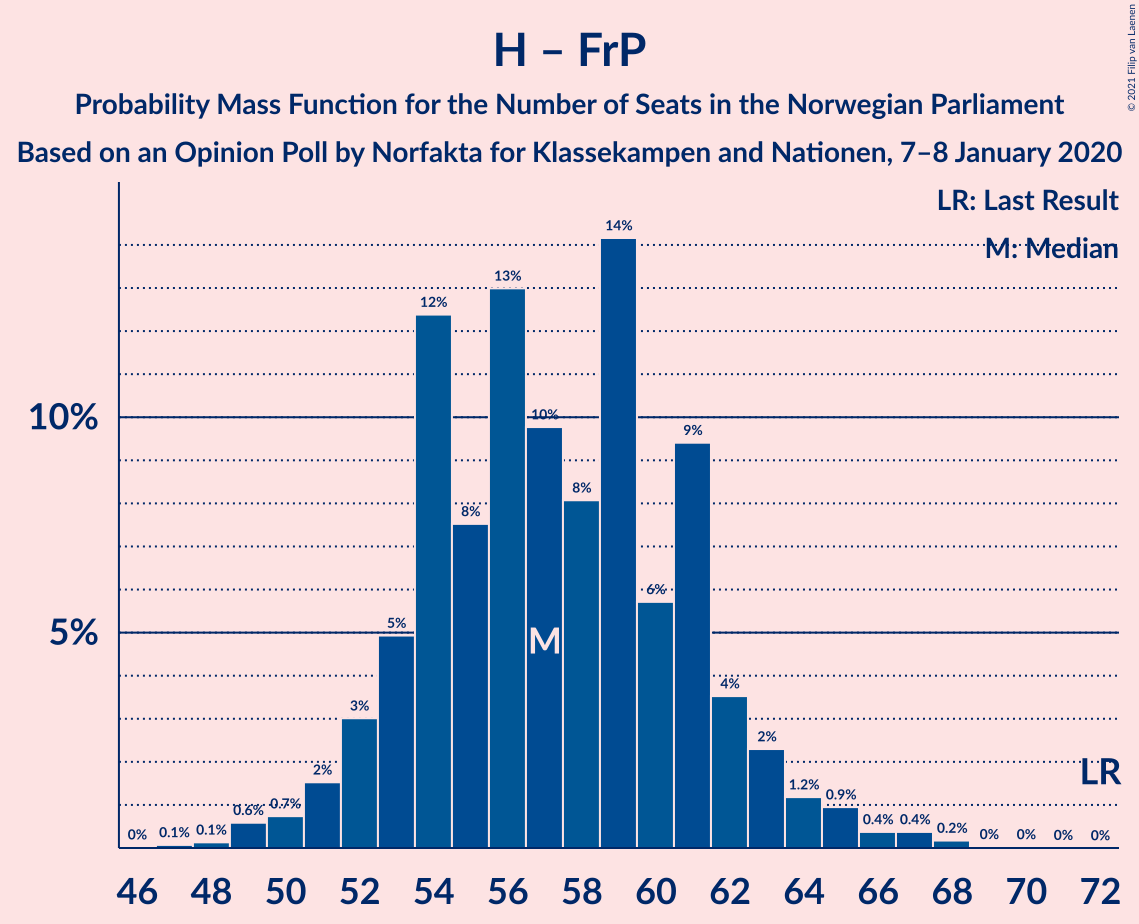 H – FrP
Probability Mass Function for the Number of Seats in the Norwegian Parliament
Based on an Opinion Poll by Norfakta for Klassekampen and Nationen, 7–8 January 2020
© 2021 Filip van Laenen
LR: Last Result
M: Median
10%
5%
0% 0.1% 0.1% 0.6% 0.7% 2% 3% 5% 12% 8% 13% 10% 8% 14% 6% 9% 4% 2% 1.2% 0.9% 0.4% 0.4% 0.2% 0% 0% 0% 0%
M
LR
46 48 50 52 54 56 58 60 62 64 66 68 70 72